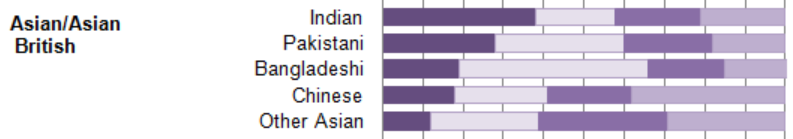 Asian/Asian
British
Indian
Pakistani
Bangladeshi
Chinese
Other Asian